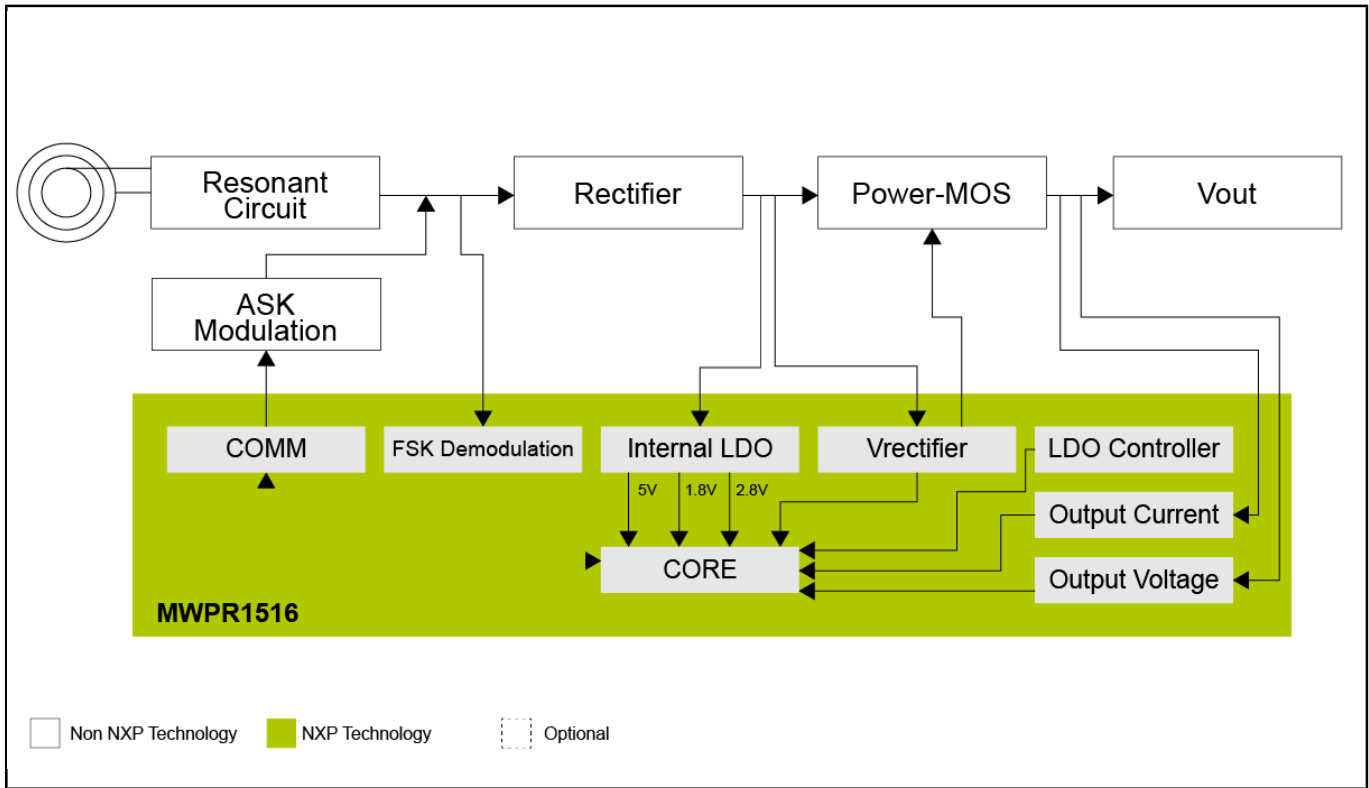 Resonant
Circuit
Rectifier
Power-MOS
Vout
ASK
Modulation
COMM
FSK Demodulation
Internal LDO
Vrectifier
LDO Controller
5V
1.8V
2.8V
Output Current
CORE
Output Voltage
MWPR1516
Non NXP Technology
NXP Technology
Optional